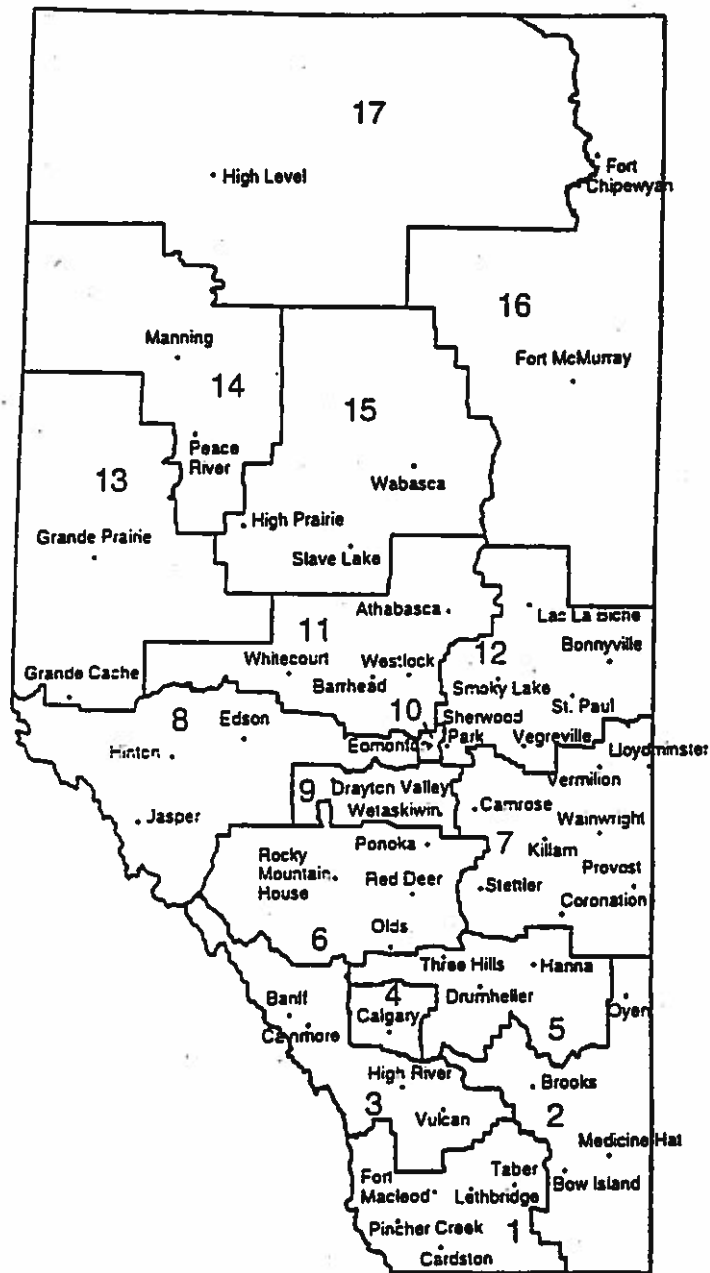 17
High Level
Fort
Chipewyan
16
Manning
Fort McMurray
14
15
Peace
River
13
Wabasca
High Prairie
Grande Prairie
Slave Lake
Athabasca
Lac La Biche
11
Bonnyville
Whitecourt
Westlock
12
Grande Cache
Barrhead
Smoky Lake
St. Paul
10
8
Edson
Sherwood
Park
Edmonton
Vegreville
Hinton
Lloydminster
Vermilion
9
Drayton Valley
Wetaskiwin
Camrose
Jasper
Wainwright
Ponoka
7
Killam
Rocky
Mountain
House
Red Deer
Provost
Stettler
Coronation
Olds
6
Three Hills
Hanna
Banff
4
Drumheller
Oyen
Calgary
5
Canmore
High River
Brooks
3
Vulcan
2
Medicine Hat
Fort
Macleod
Taber
Bow Island
Lethbridge
Pincher Creek
1
Cardston